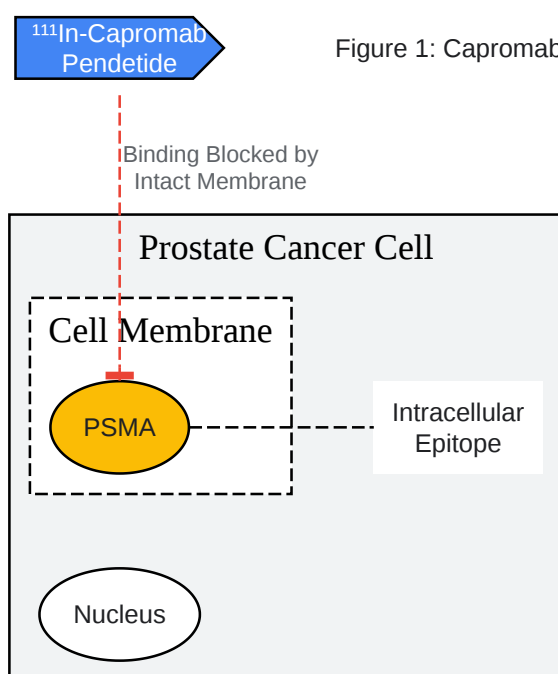 ¹¹¹In-Capromab
Pendetide
Figure 1: Capromab
Binding Blocked by
Intact Membrane
Prostate Cancer Cell
Cell Membrane
PSMA
Intracellular
Epitope
Nucleus